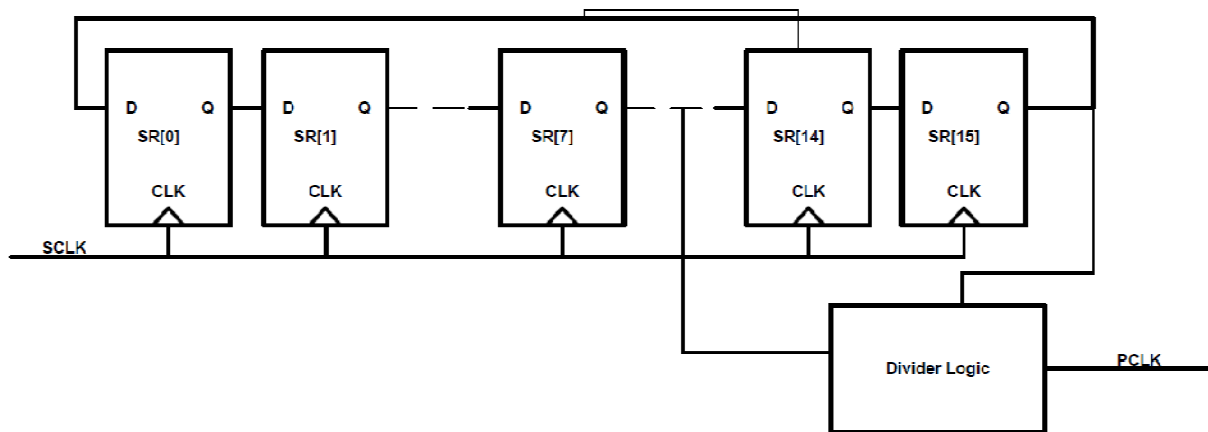 D Q D Q D Q D Q D Q
SR[0] SR[1] SR[7] SR[14] SR[15]
CLK CLK CLK CLK CLK
SCLK
Divider Logic
PCLK